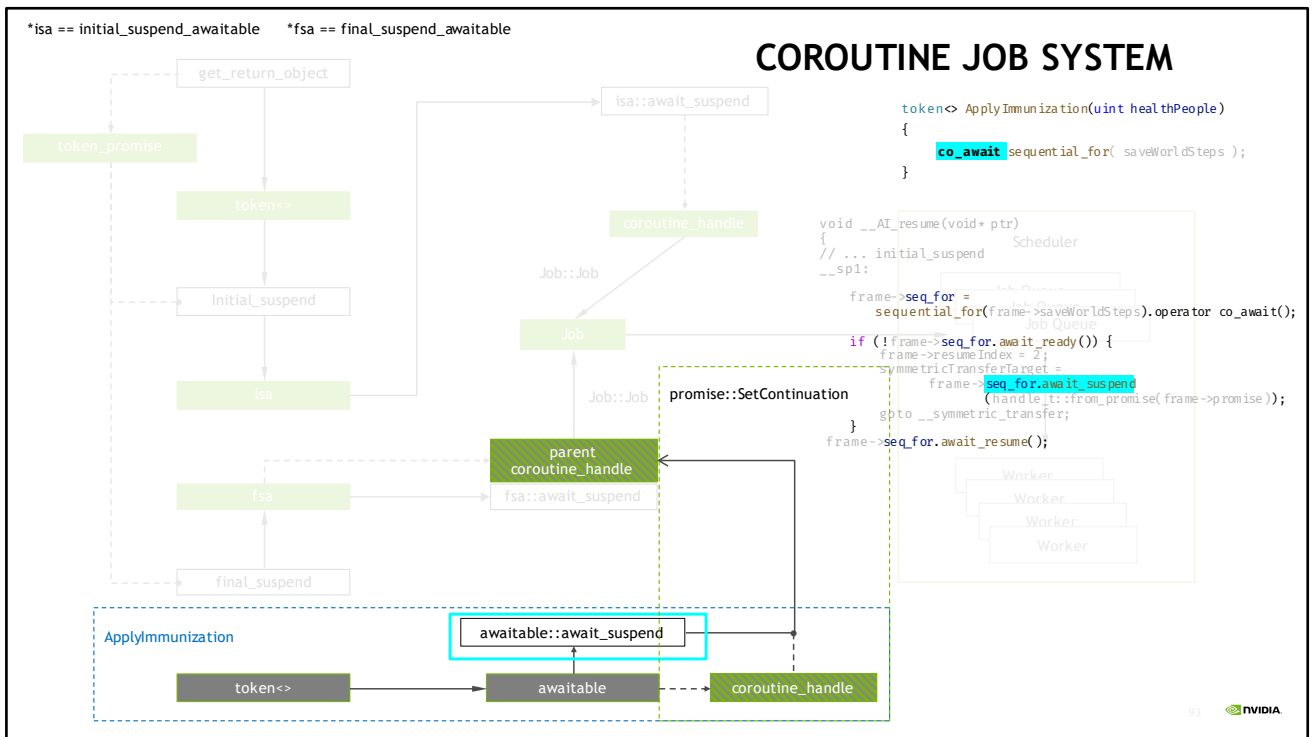 *isa == initial_suspend_awaitable *fsa == final_suspend_awaitable
COROUTINE JOB SYSTEM
get_return_object
isa::await_suspend
token<> ApplyImmunization(uint healthPeople)
{
co_await sequential_for( saveWorldSteps );
}
token_promise
token<>
coroutine_handle
void __AI_resume(void* ptr)
{
// ... initial_suspend
__sp1:
Scheduler
Job::Job
Initial_suspend
Job Queue
Job Queue
Job Queue
frame->seq_for =
sequential_for(frame->saveWorldSteps).operator co_await();
Job
if (!frame->seq_for.await_ready()) {
frame->resumeIndex = 2;
symmetricTransferTarget =
frame->seq_for.await_suspend
(handle_t::from_promise(frame->promise));
goto __symmetric_transfer;
}
frame->seq_for.await_resume();
isa
Job::Job
promise::SetContinuation
parent
coroutine_handle
fsa
fsa::await_suspend
Worker
Worker
Worker
Worker
final_suspend
ApplyImmunization
awaitable::await_suspend
token<>
awaitable
coroutine_handle
93
NVIDIA.